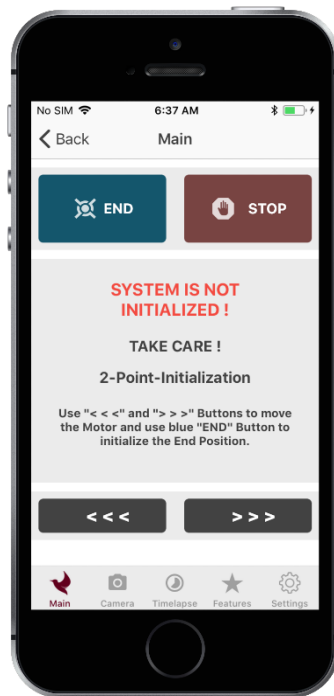 No SIM 6:37 AM
Back Main
END STOP
SYSTEM IS NOT
INITIALIZED !
TAKE CARE !
2-Point-Initialization
Use "< < <" and "> > >" Buttons to move
the Motor and use blue "END" Button to
initialize the End Position.
< < < > > >
Main Camera Timelapse Features Settings